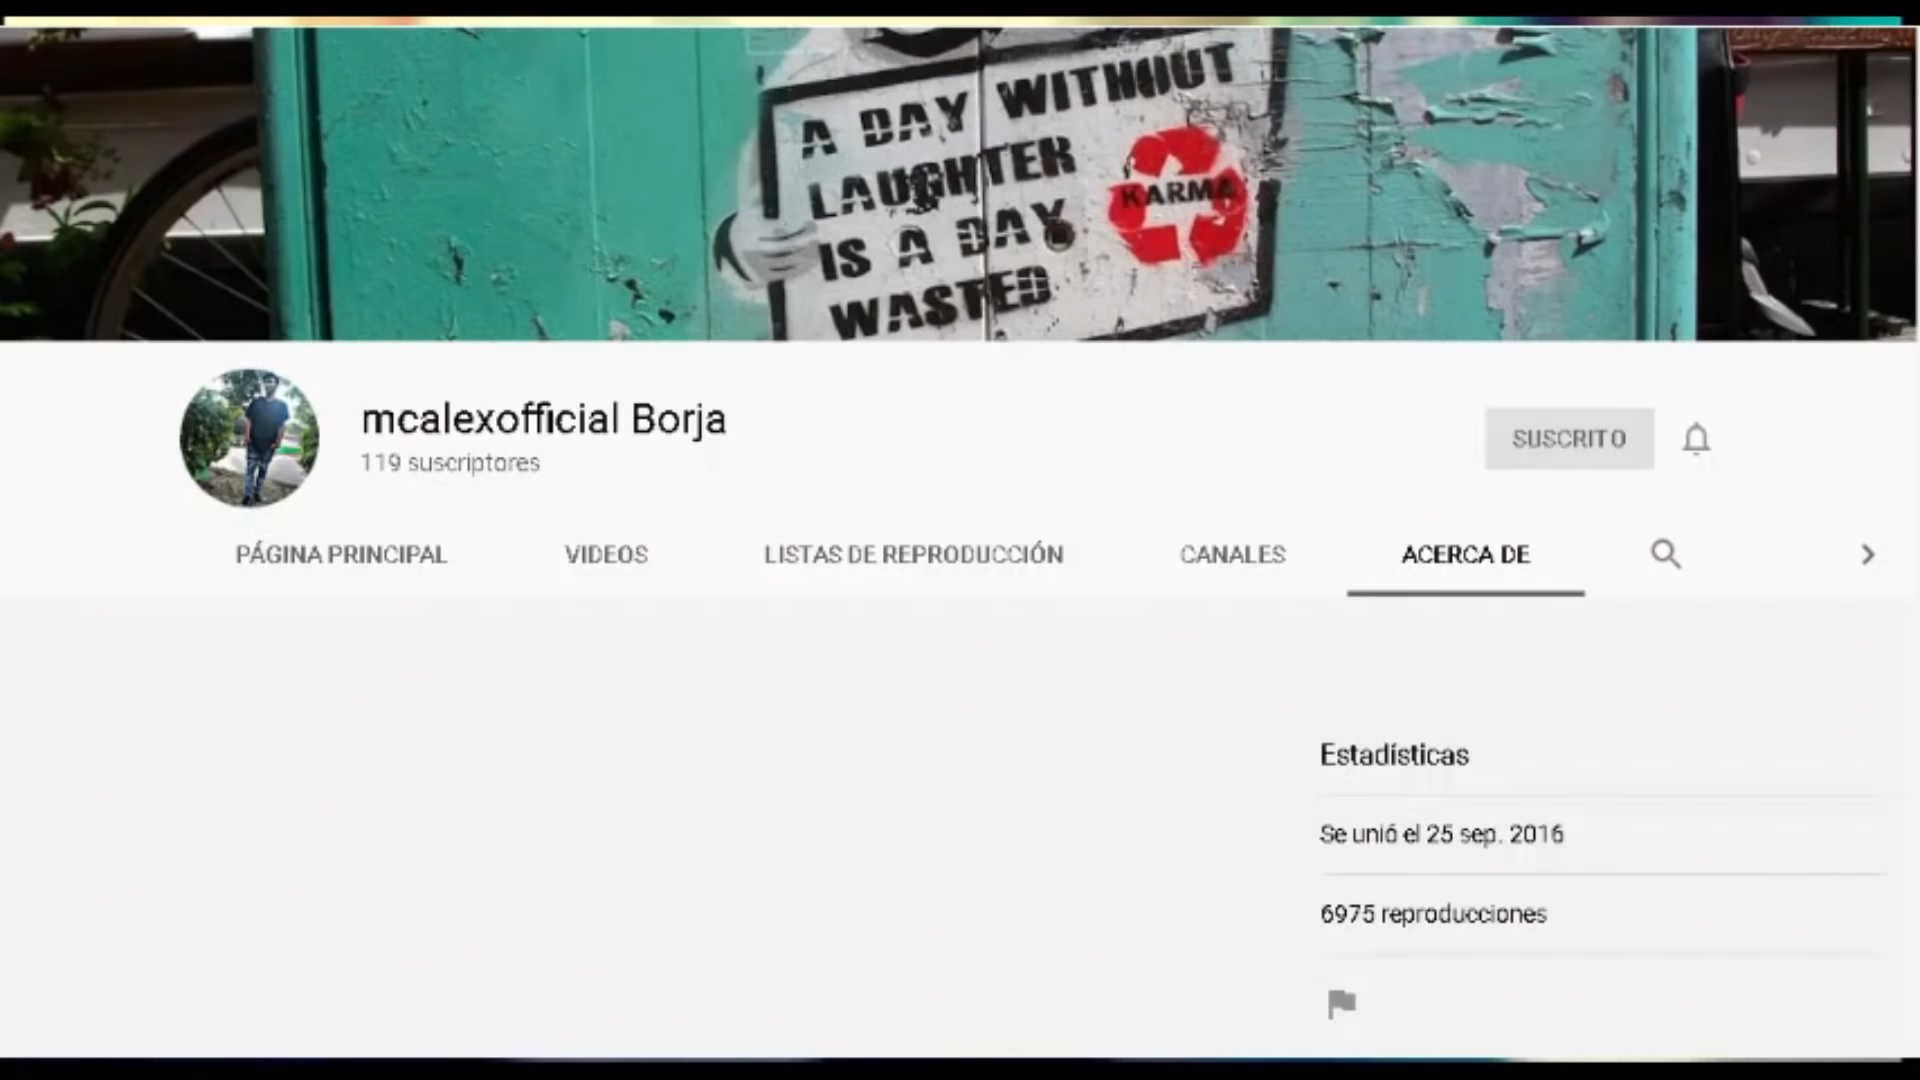 A DAY WITHOUT
LAUGHTER
IS A DAY
WASTED
KARMA
mcalexofficial Borja
119 suscriptores
SUSCRITO
PÁGINA PRINCIPAL
VIDEOS
LISTAS DE REPRODUCCIÓN
CANALES
ACERCA DE
Estadísticas
Se unió el 25 sep. 2016
6975 reproducciones